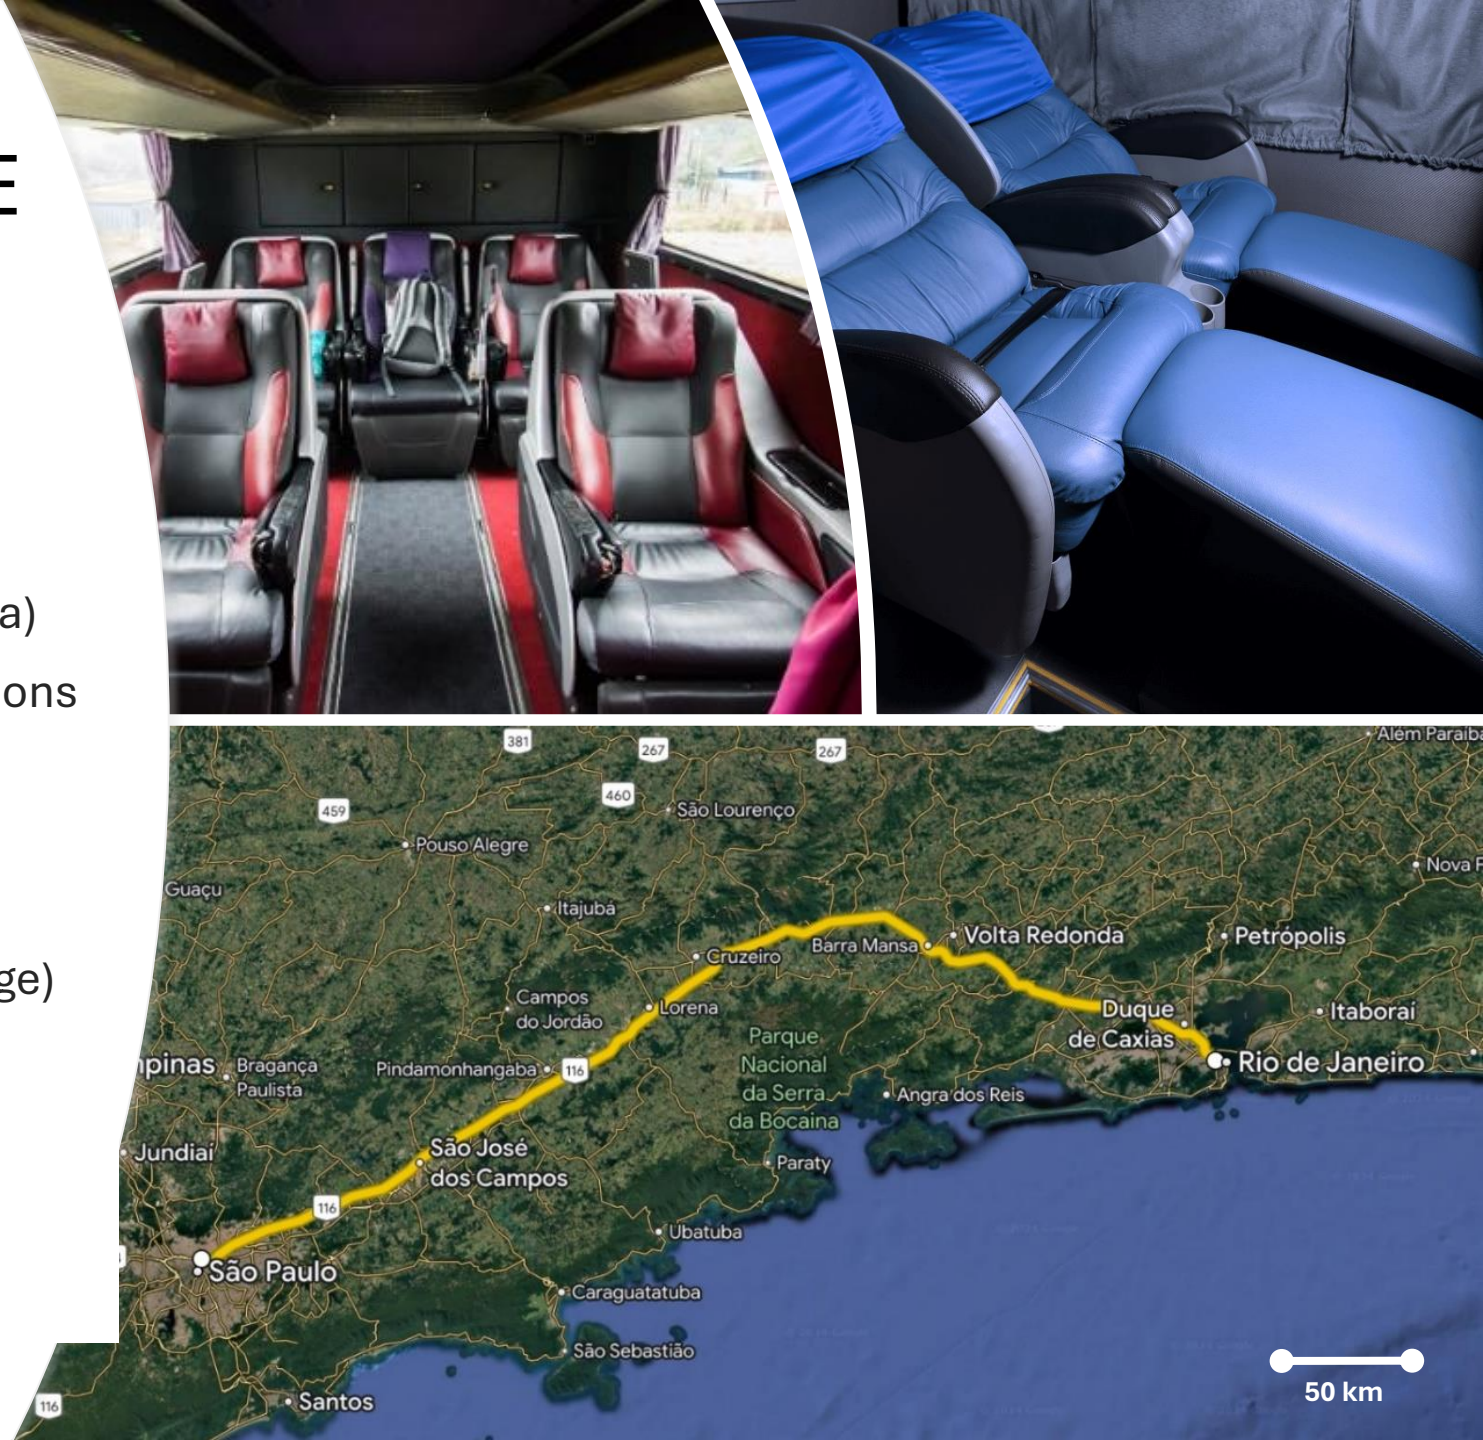 E
a)
ons
ge)
381
267
267
Além Paraíba
460
459
São Lourenço
Pouso Alegre
Nova F
Guaçu
Itajubá
Volta Redonda
Petrópolis
Barra Mansa
Cruzeiro
Campos
do Jordão
Lorena
Duque
de Caxias
Itaboraí
Parque
Nacional
da Serra
da Bocaina
mpinas
Bragança
Paulista
Pindamonhangaba
116
Rio de Janeiro
Angra dos Reis
Jundiaí
São José
dos Campos
Paraty
116
Ubatuba
São Paulo
Caraguatatuba
São Sebastião
50 km
116
Santos